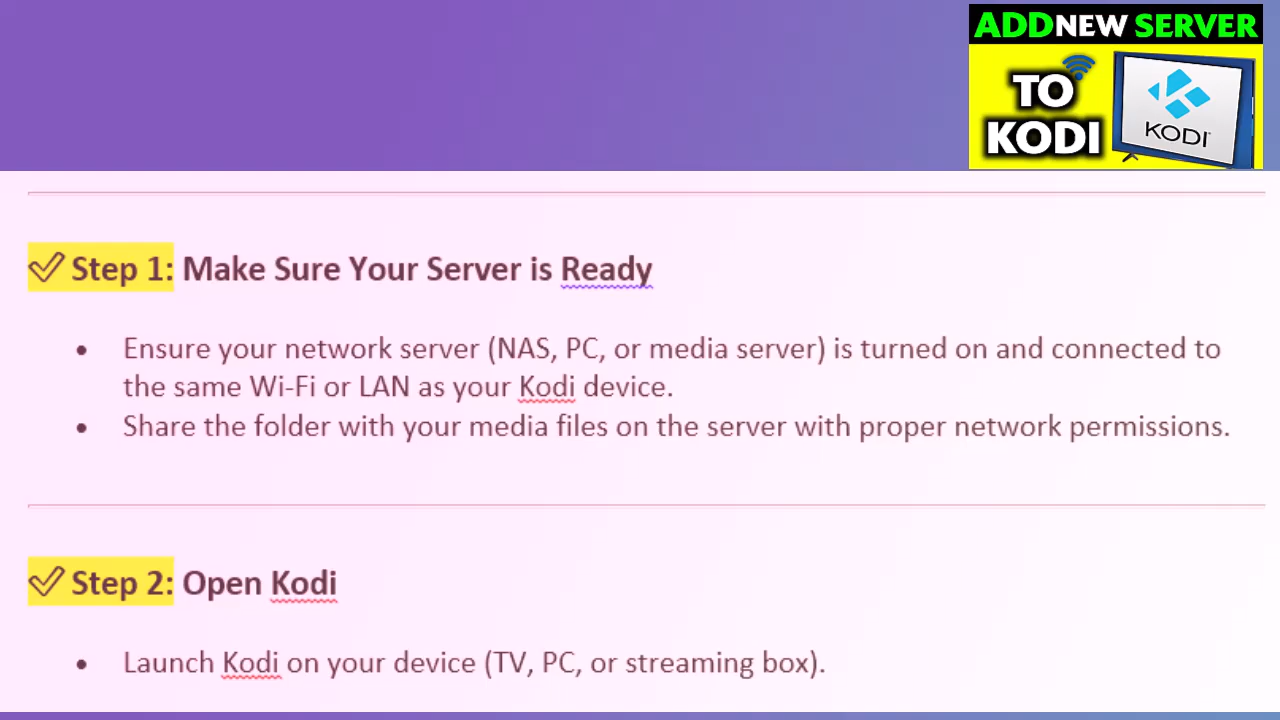 ADDNEW SERVER
TO
KODI
KODI
✓ Step 1: Make Sure Your Server is Ready
• Ensure your network server (NAS, PC, or media server) is turned on and connected to
the same Wi-Fi or LAN as your Kodi device.
• Share the folder with your media files on the server with proper network permissions.
✓ Step 2: Open Kodi
• Launch Kodi on your device (TV, PC, or streaming box).